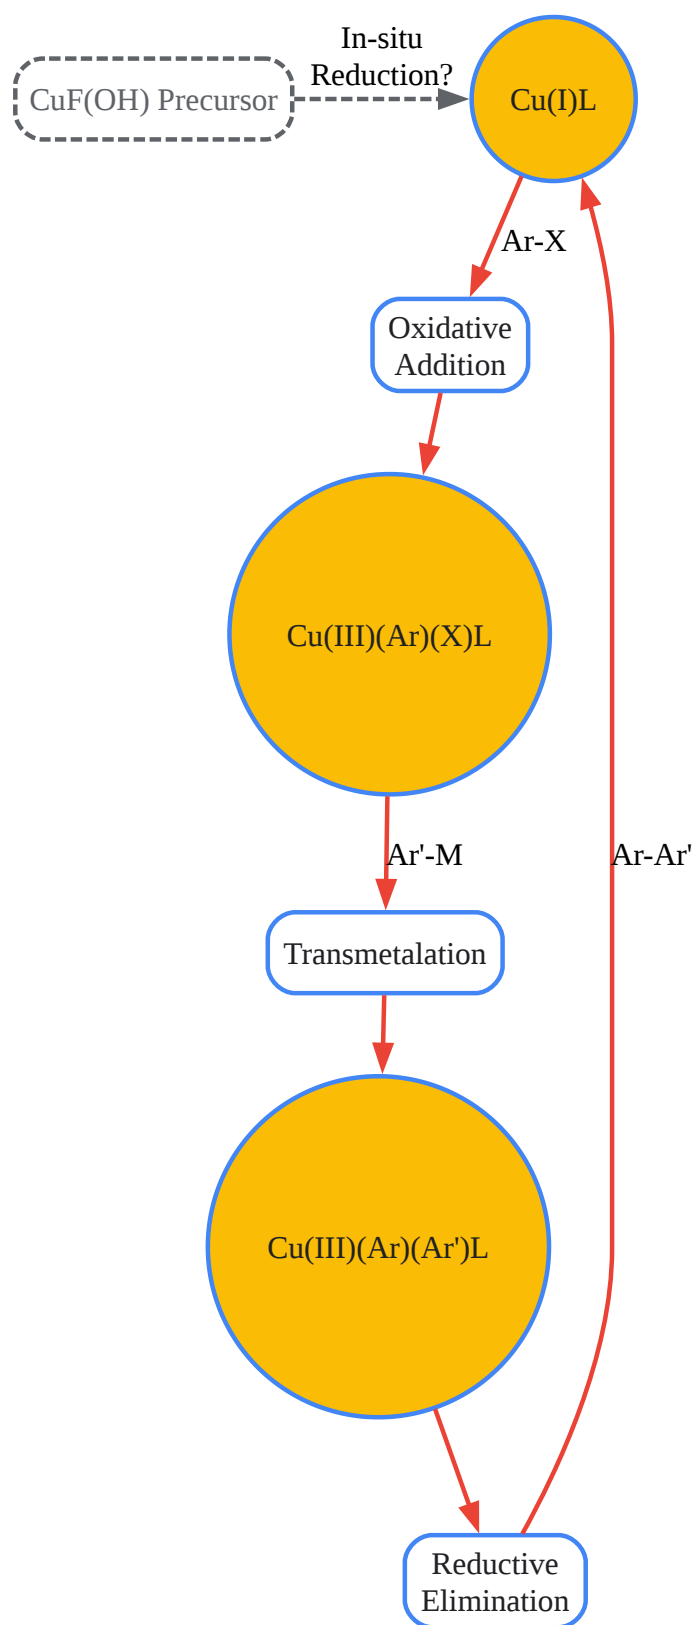 In-situ
Reduction?
CuF(OH) Precursor
Cu(I)L
Ar-X
Oxidative
Addition
Cu(III)(Ar)(X)L
Ar'-M
Ar-Ar'
Transmetalation
Cu(III)(Ar)(Ar')L
Reductive
Elimination